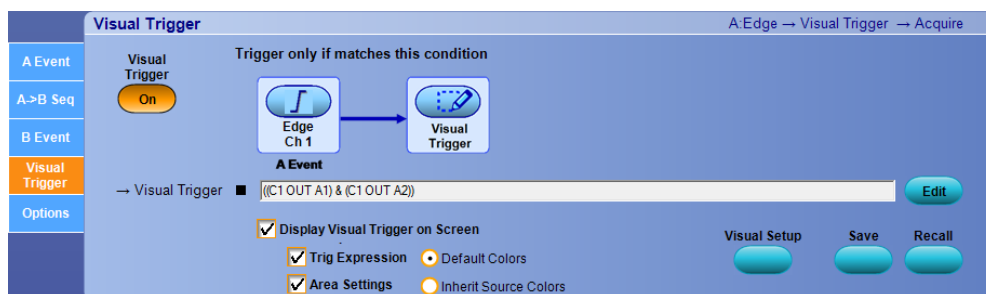 Visual Trigger
A:Edge → Visual Trigger → Acquire
A Event
A->B Seq
B Event
Visual
Trigger
Options
Visual
Trigger
On
Trigger only if matches this condition
Edge
Ch 1
Visual
Trigger
A Event
→ Visual Trigger
((C1 OUT A1) & (C1 OUT A2))
Edit
Display Visual Trigger on Screen
Trig Expression
Default Colors
Area Settings
Inherit Source Colors
Visual Setup
Save
Recall